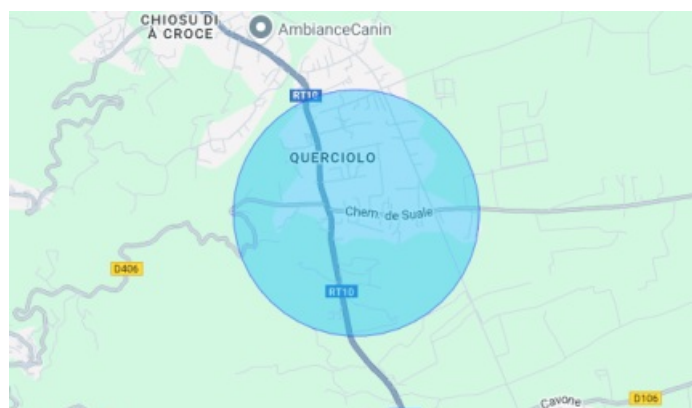 CHIOSU DI
À CROCE
AmbianceCanin
RT10
QUERCIOLO
Chem. de Suale
D406
RT10
Cavone
D106